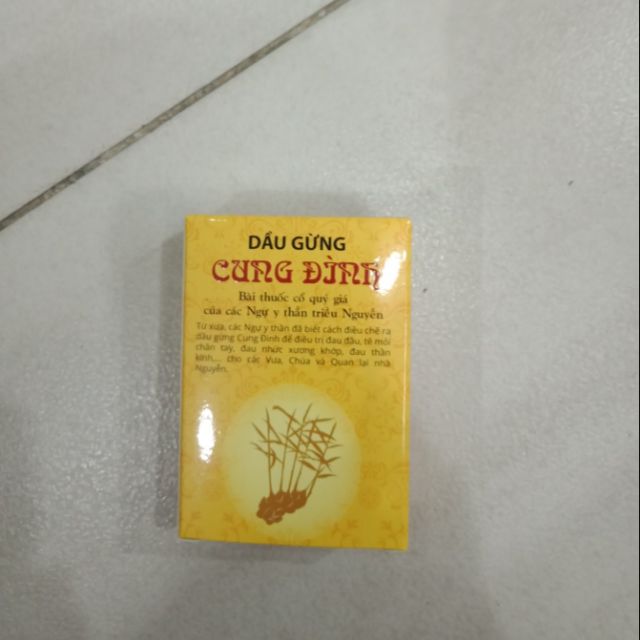 DẦU GỪNG
CUNG ĐÌNH
Bài thuốc cổ quý giá
của các Ngự y thần triều Nguyễn
Từ xưa, các Ngự y thần đã biết cách điều chế ra
dầu gừng Cung Đình để điều trị đau đầu, tê mỏi
chân tay, đau nhức xương khớp, đau thần
kinh,... cho các Vua, Chúa và Quan lại nhà
Nguyễn.